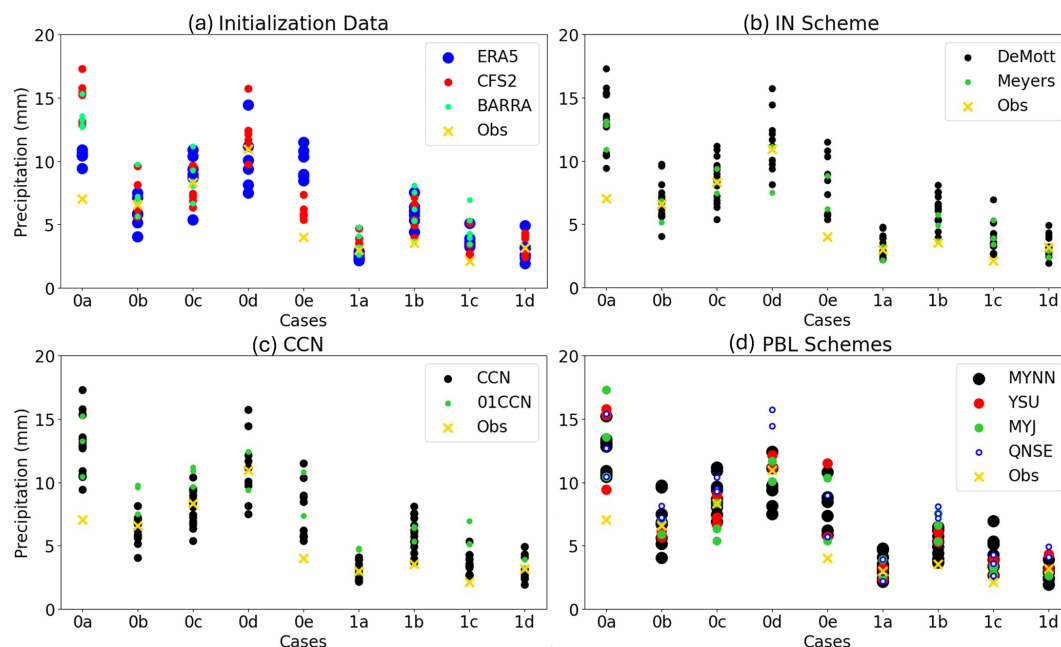 (a) Initialization Data
Precipitation (mm)
20
15
10
5
0
ERA5
CFS2
BARRA
Obs
0a 0b 0c 0d 0e 1a 1b 1c 1d
Cases
(b) IN Scheme
20
15
10
5
0
DeMott
Meyers
Obs
0a 0b 0c 0d 0e 1a 1b 1c 1d
Cases
(c) CCN
Precipitation (mm)
20
15
10
5
0
CCN
01CCN
Obs
0a 0b 0c 0d 0e 1a 1b 1c 1d
Cases
(d) PBL Schemes
20
15
10
5
0
MYNN
YSU
MYJ
QNSE
Obs
0a 0b 0c 0d 0e 1a 1b 1c 1d
Cases